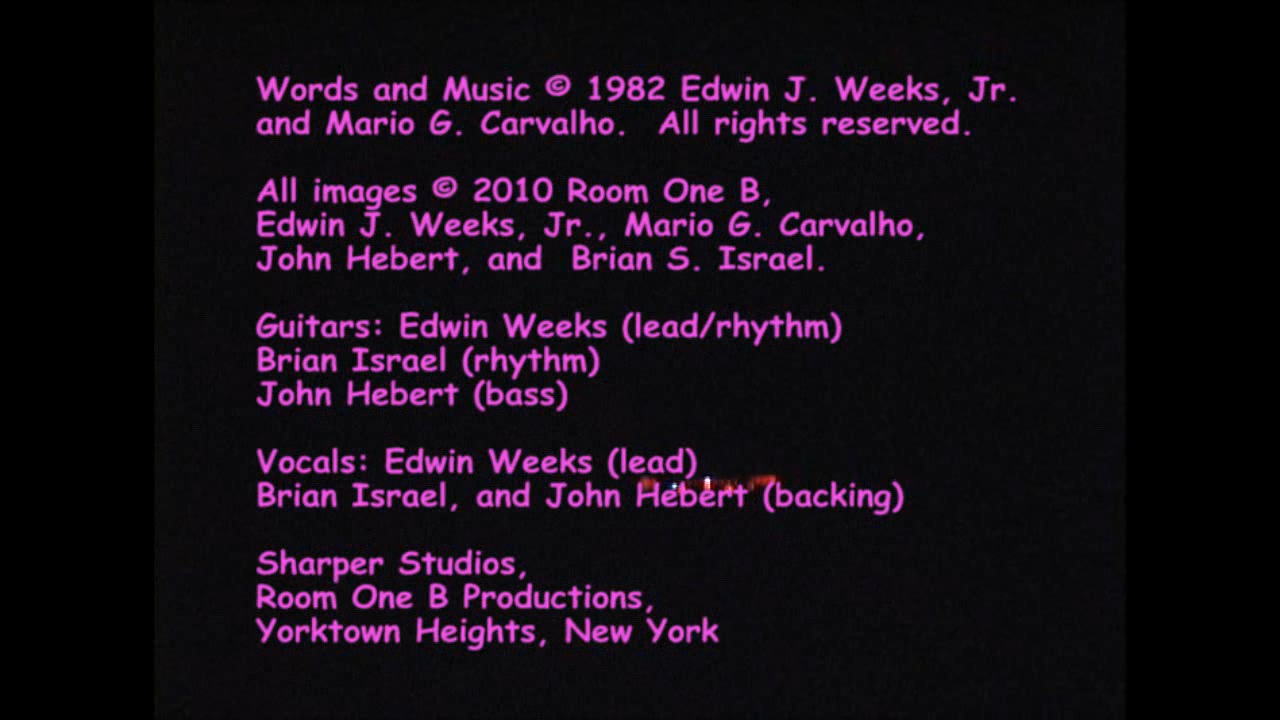 Words and Music © 1982 Edwin J. Weeks, Jr.
and Mario G. Carvalho.  All rights reserved.
All images © 2010 Room One B,
Edwin J. Weeks, Jr., Mario G. Carvalho,
John Hebert, and  Brian S. Israel.
Guitars: Edwin Weeks (lead/rhythm)
Brian Israel (rhythm)
John Hebert (bass)
Vocals: Edwin Weeks (lead)
Brian Israel, and John Hebert (backing)
Sharper Studios,
Room One B Productions,
Yorktown Heights, New York